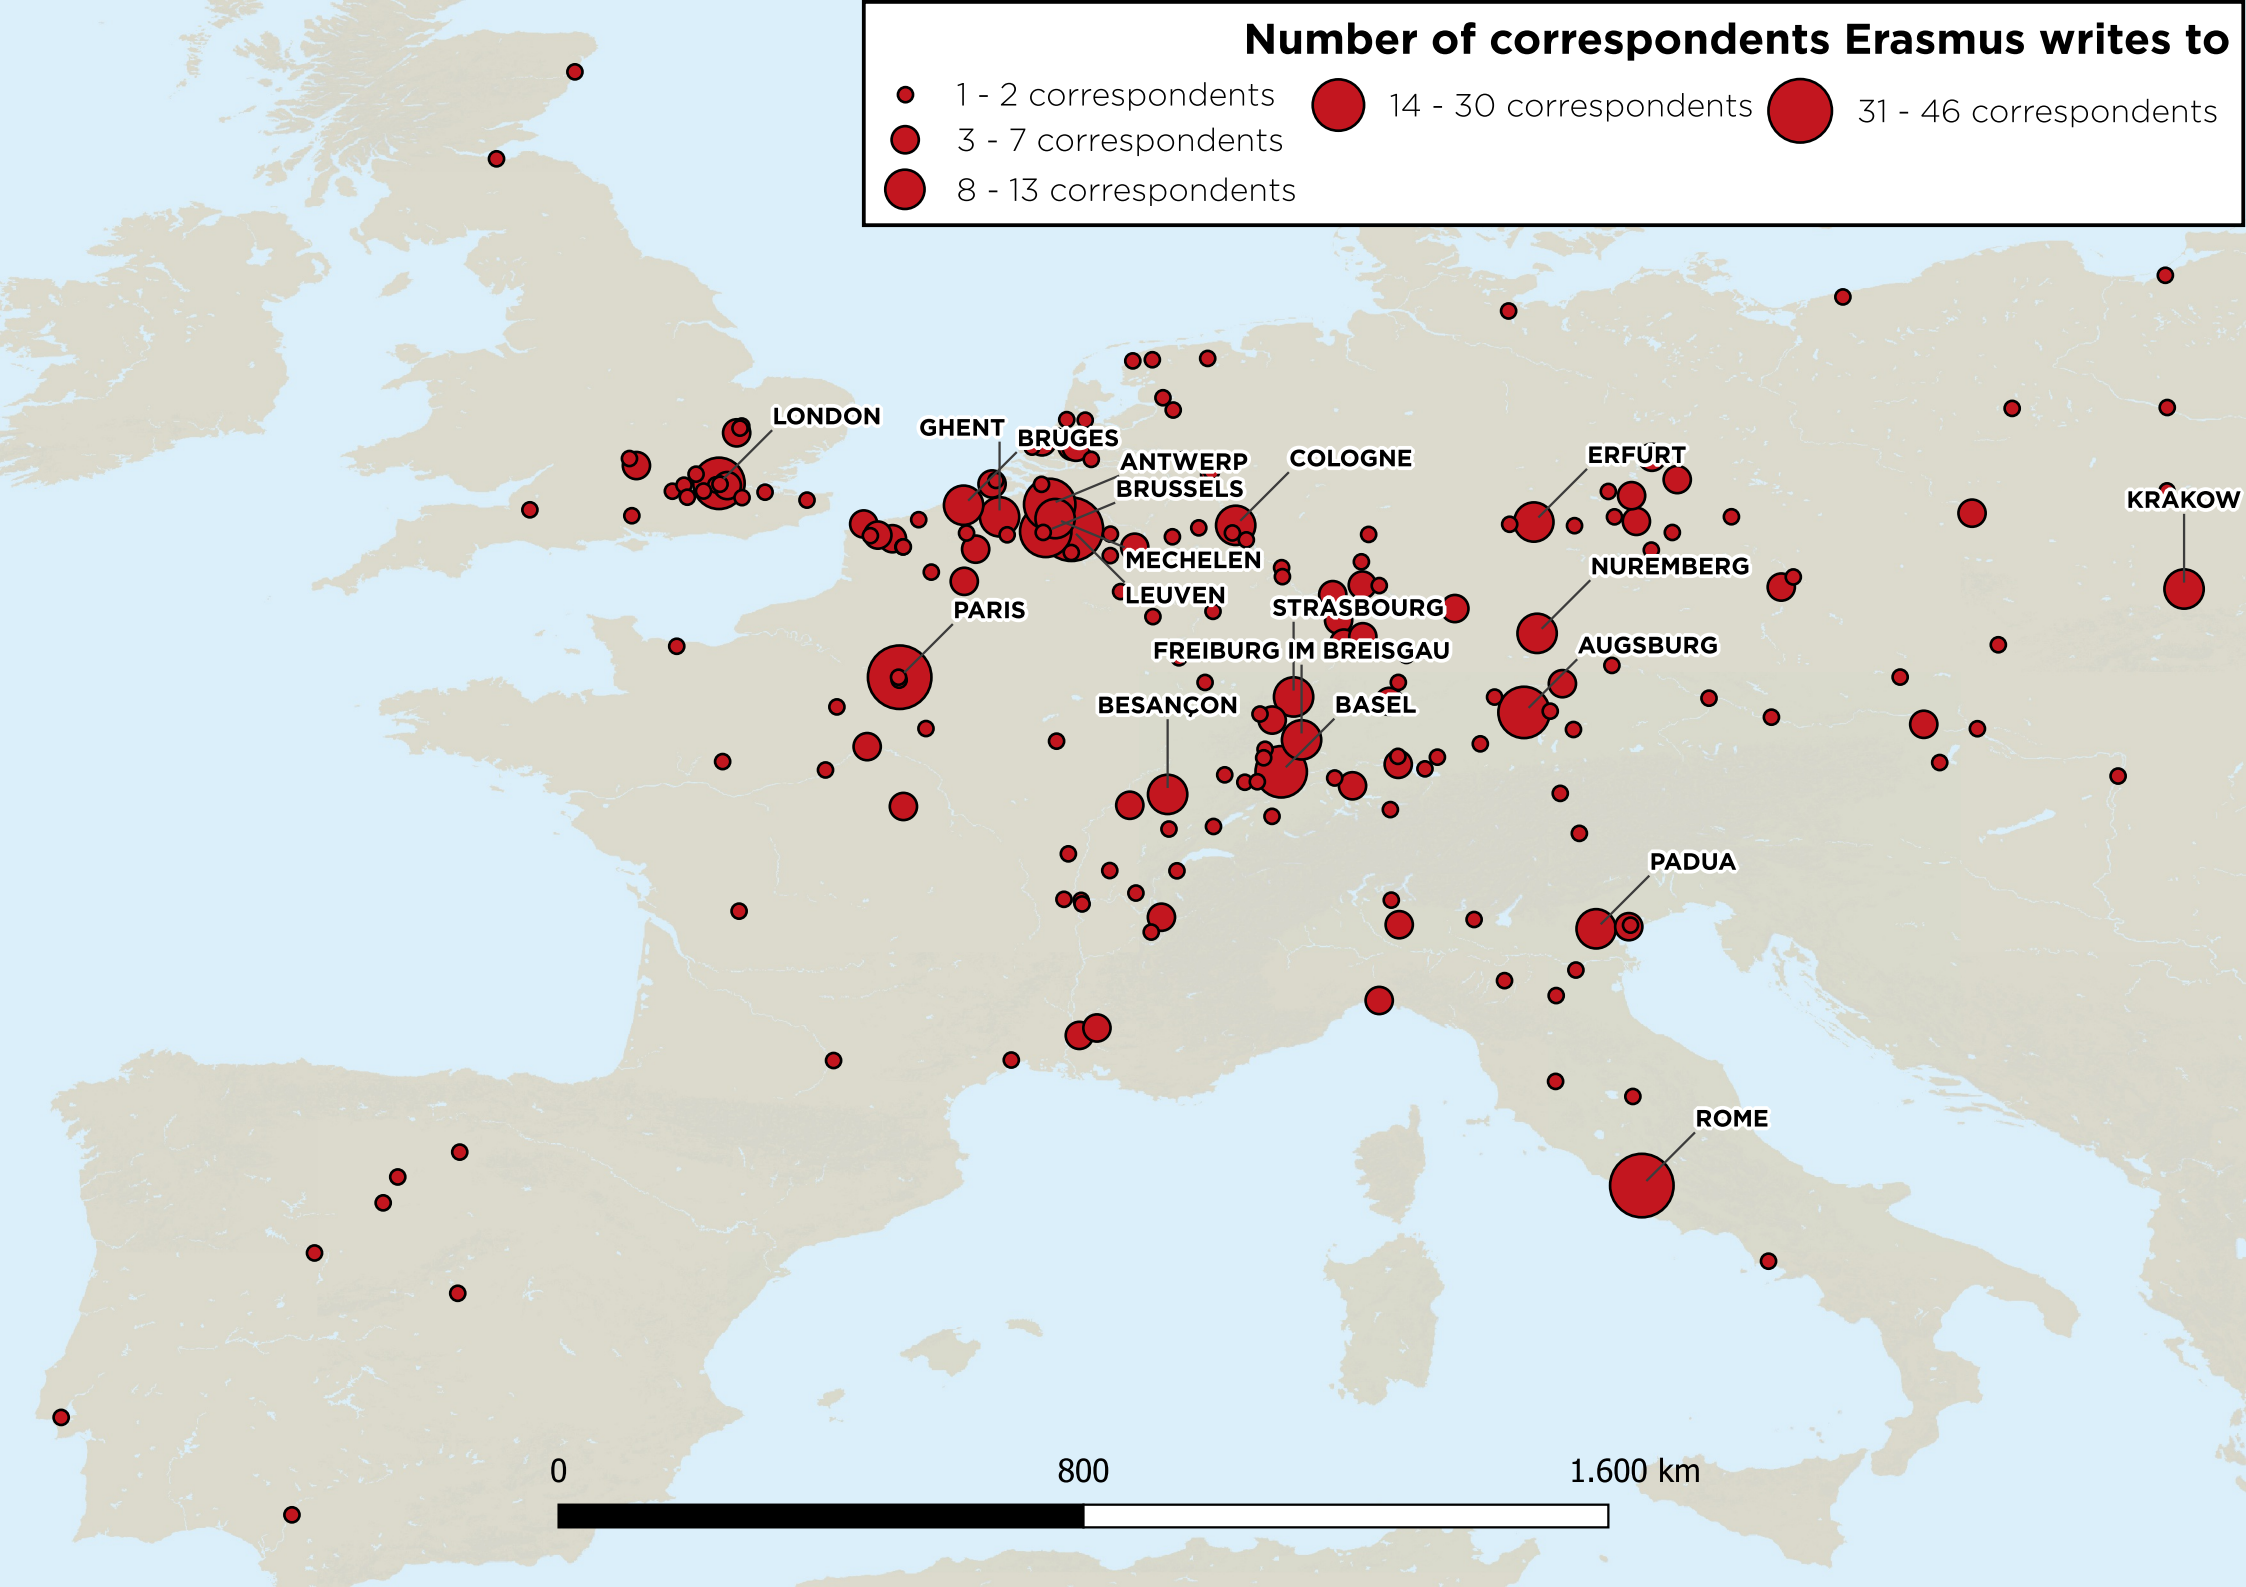 Number of correspondents Erasmus writes to
1 - 2 correspondents
14 - 30 correspondents
31 - 46 correspondents
3 - 7 correspondents
8 - 13 correspondents
LONDON
GHENT
BRUGES
ANTWERP
COLOGNE
ERFURT
BRUSSELS
KRAKOW
MECHELEN
NUREMBERG
LEUVEN
PARIS
STRASBOURG
AUGSBURG
FREIBURG IM BREISGAU
BESANÇON
BASEL
PADUA
ROME
0 800 1.600 km